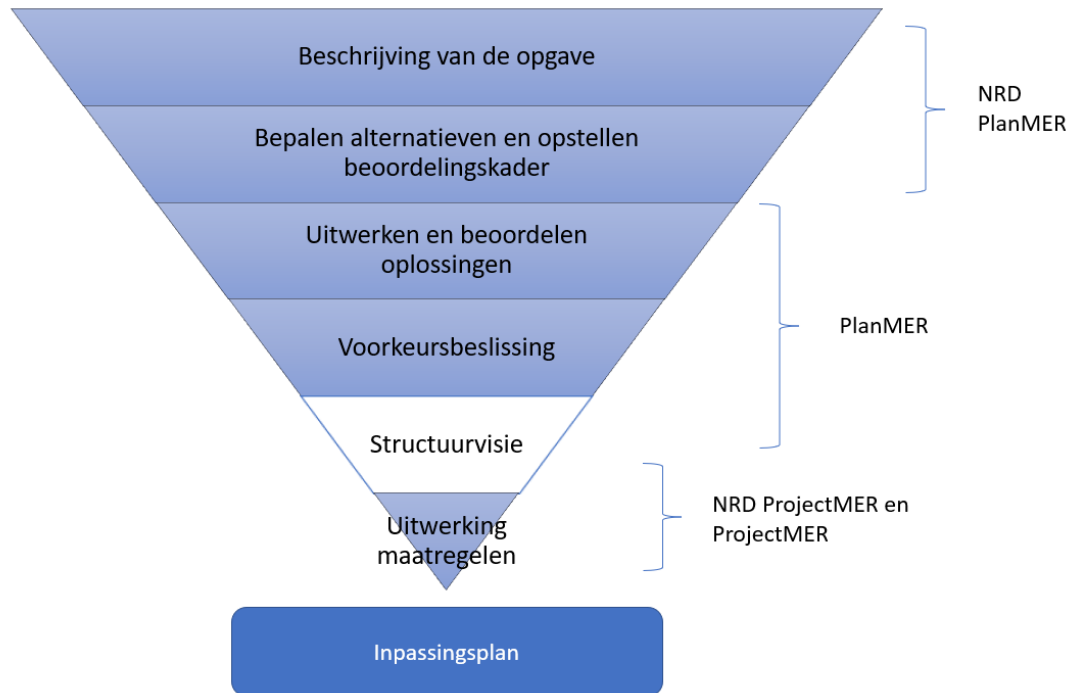 Beschrijving van de opgave
NRD
PlanMER
Bepalen alternatieven en opstellen
beoordelingskader
Uitwerken en beoordelen
oplossingen
PlanMER
Voorkeursbeslissing
Structuurvisie
NRD ProjectMER en
ProjectMER
Uitwerking
maatregelen
Inpassingsplan